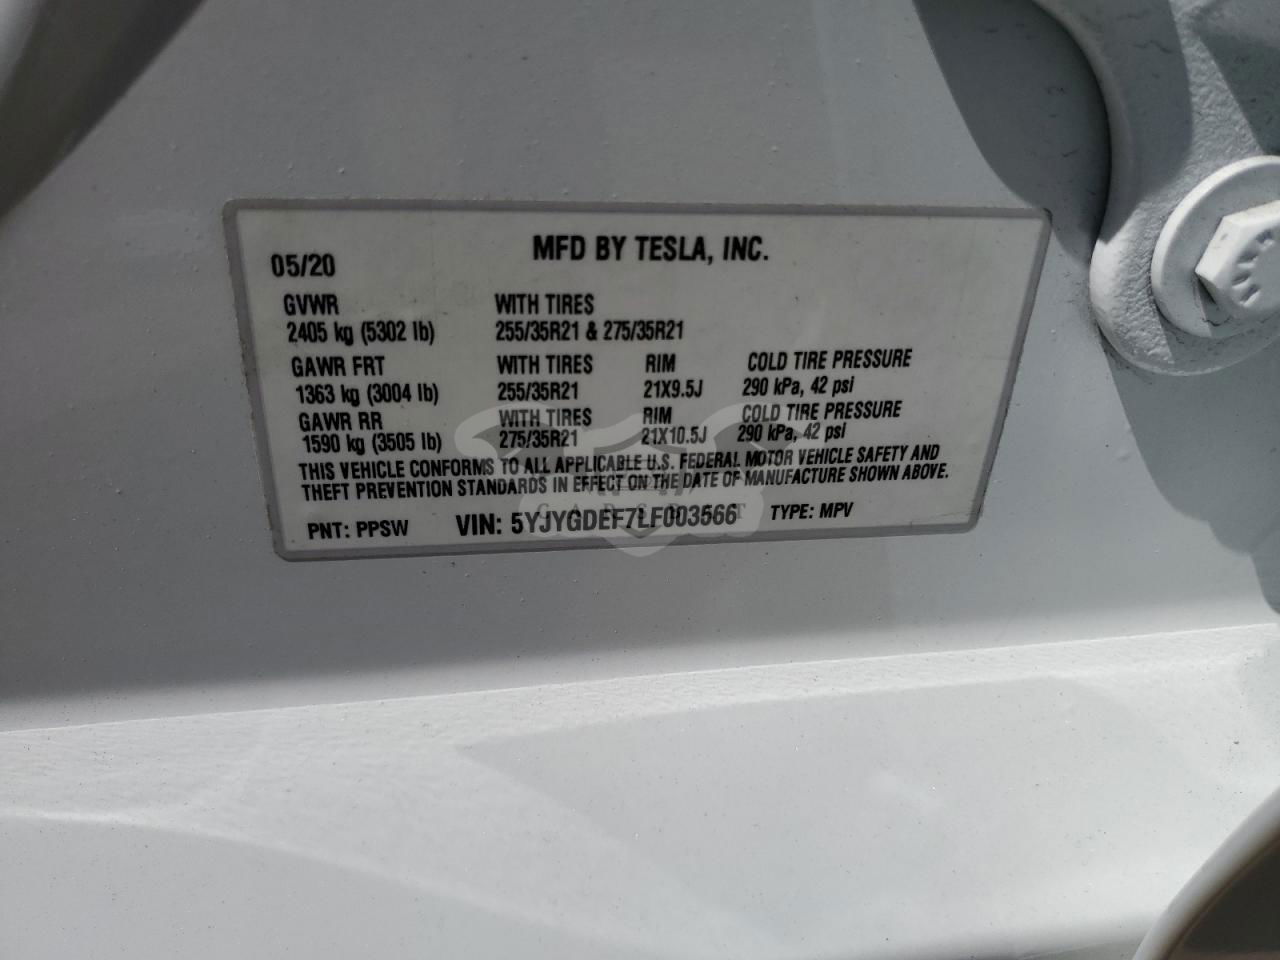 MFD BY TESLA, INC.
05/20
GVWR WITH TIRES
2405 kg (5302 lb) 255/35R21 & 275/35R21
GAWR FRT WITH TIRES RIM COLD TIRE PRESSURE
1363 kg (3004 lb) 255/35R21 21X9.5J 290 kPa, 42 psi
GAWR RR WITH TIRES RIM COLD TIRE PRESSURE
1590 kg (3505 lb) 275/35R21 21X10.5J 290 kPa, 42 psi
THIS VEHICLE CONFORMS TO ALL APPLICABLE U.S. FEDERAL MOTOR VEHICLE SAFETY AND
THEFT PREVENTION STANDARDS IN EFFECT ON THE DATE OF MANUFACTURE SHOWN ABOVE.
PNT: PPSW VIN: 5YJYGDEF7LF003566 TYPE: MPV